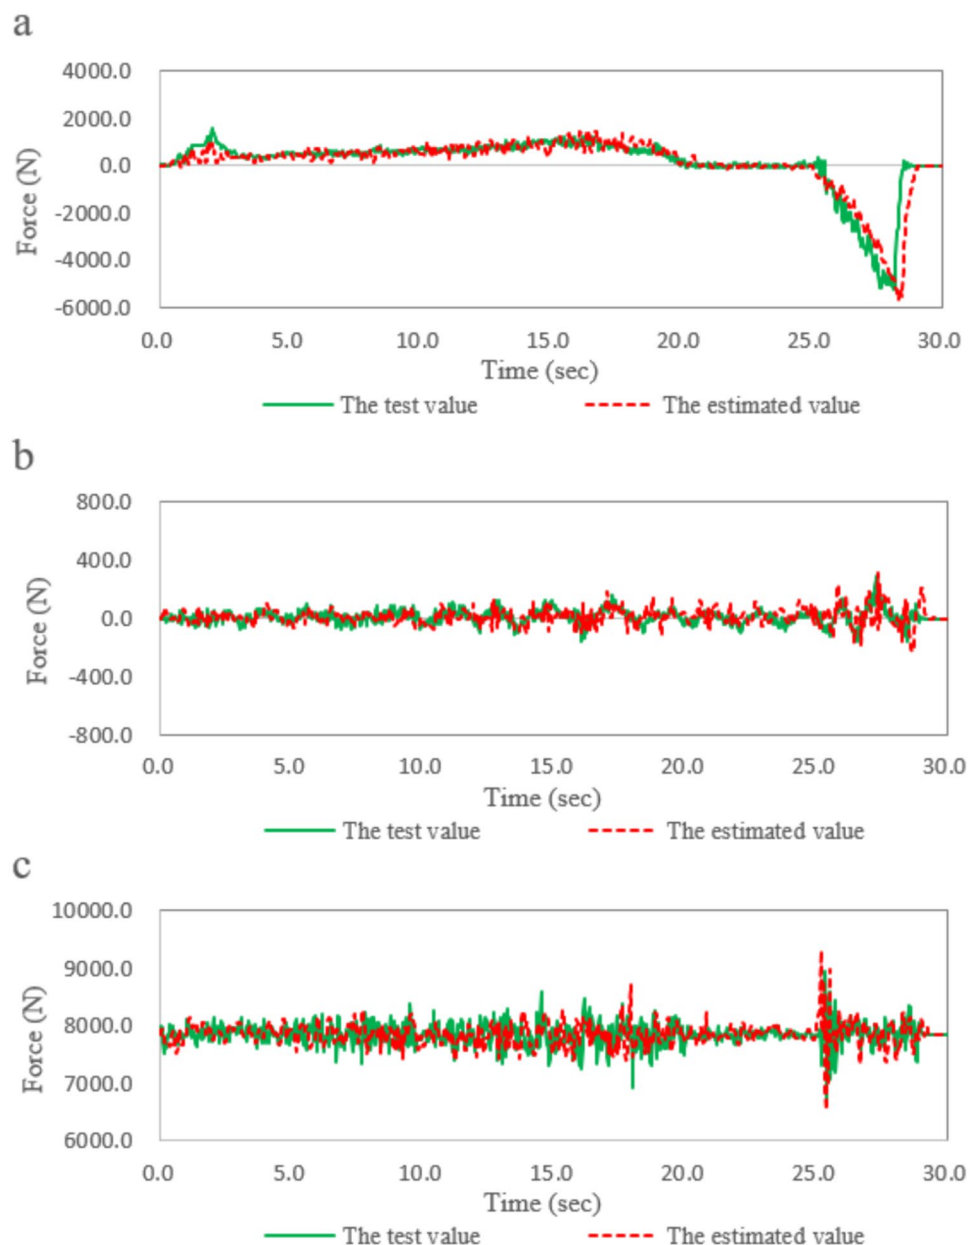 a
4000.0
2000.0
0.0
-2000.0
-4000.0
-6000.0
Force (N)
0.0 5.0 10.0 15.0 20.0 25.0 30.0
Time (sec)
The test value The estimated value
b
800.0
400.0
0.0
-400.0
-800.0
Force (N)
0.0 5.0 10.0 15.0 20.0 25.0 30.0
Time (sec)
The test value The estimated value
c
10000.0
9000.0
8000.0
7000.0
6000.0
Force (N)
0.0 5.0 10.0 15.0 20.0 25.0 30.0
Time (sec)
The test value The estimated value